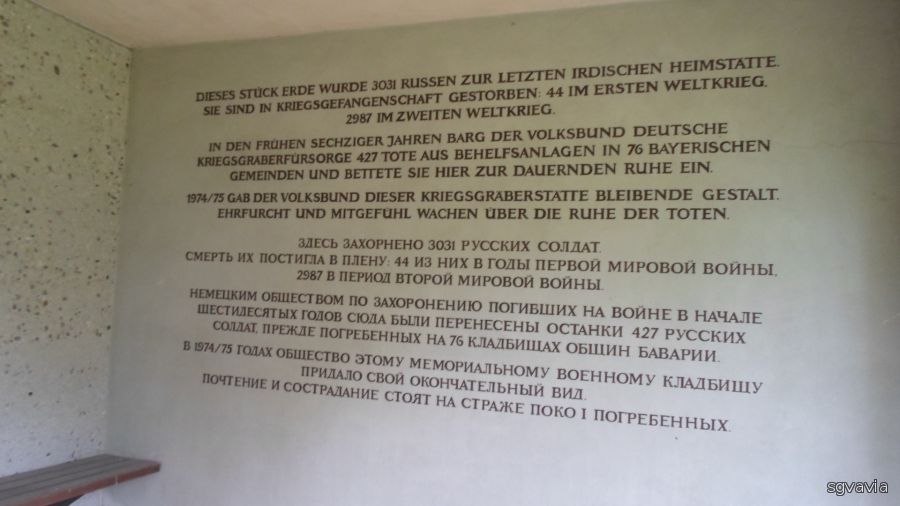 DIESES STÜCK ERDE WURDE 3031 RUSSEN ZUR LETZTEN IRDISCHEN HEIMSTÄTTE.
SIE SIND IN KRIEGSGEFANGENSCHAFT GESTORBEN: 44 IM ERSTEN WELTKRIEG.
2987 IM ZWEITEN WELTKRIEG.
IN DEN FRÜHEN SECHZIGER JAHREN BARG DER VOLKSBUND DEUTSCHE
KRIEGSGRÄBERFÜRSORGE 427 TOTE AUS BEHELFSANLAGEN IN 76 BAYERISCHEN
GEMEINDEN UND BETTETE SIE HIER ZUR DAUERNDEN RUHE EIN.
1974/75 GAB DER VOLKSBUND DIESER KRIEGSGRÄBERSTÄTTE BLEIBENDE GESTALT.
EHRFURCHT UND MITGEFÜHL WACHEN ÜBER DIE RUHE DER TOTEN.
ЗДЕСЬ ЗАХОРНЕНО 3031 РУССКИХ СОЛДАТ.
СМЕРТЬ ИХ ПОСТИГЛА В ПЛЕНУ: 44 ИЗ НИХ В ГОДЫ ПЕРВОЙ МИРОВОЙ ВОЙНЫ,
2987 В ПЕРИОД ВТОРОЙ МИРОВОЙ ВОЙНЫ.
НЕМЕЦКИМ ОБЩЕСТВОМ ПО ЗАХОРОНЕНИЮ ПОГИБШИХ НА ВОЙНЕ В НАЧАЛЕ
ШЕСТИДЕСЯТЫХ ГОДОВ СЮДА БЫЛИ ПЕРЕНЕСЕНЫ ОСТАНКИ 427 РУССКИХ
СОЛДАТ, ПРЕЖДЕ ПОГРЕБЕННЫХ НА 76 КЛАДБИЩАХ ОБЩИН БАВАРИИ.
В 1974/75 ГОДАХ ОБЩЕСТВО ЭТОМУ МЕМОРИАЛЬНОМУ ВОЕННОМУ КЛАДБИЩУ
ПРИДАЛО СВОЙ ОКОНЧАТЕЛЬНЫЙ ВИД.
ПОЧТЕНИЕ И СОСТРАДАНИЕ СТОЯТ НА СТРАЖЕ ПОКО I ПОГРЕБЕННЫХ.
sgvavia